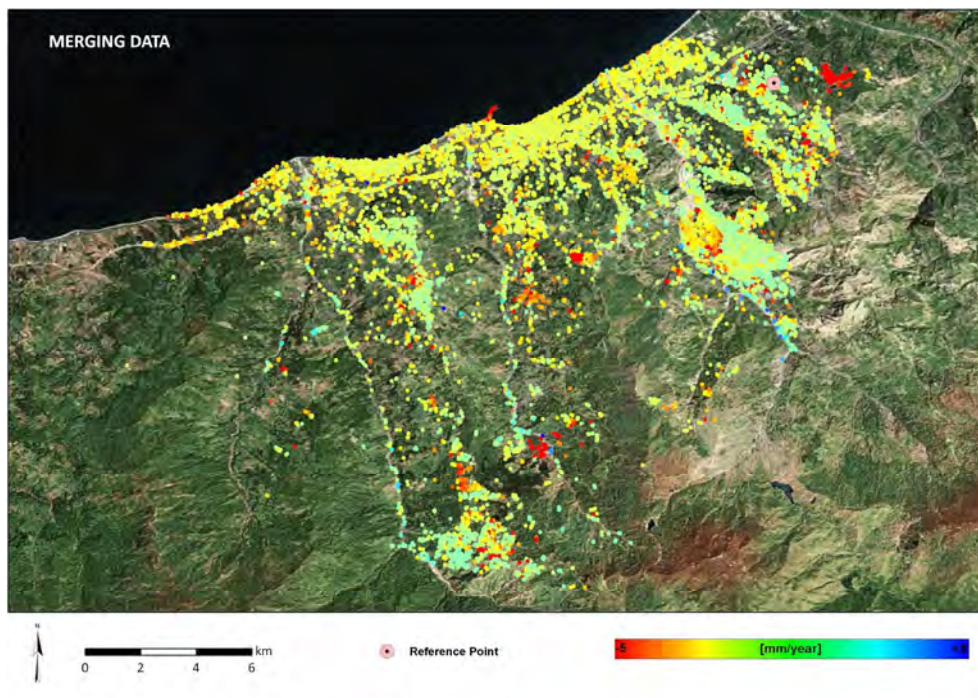 MERGING DATA
N
km
0 2 4 6
Reference Point
-5 [mm/year] +5